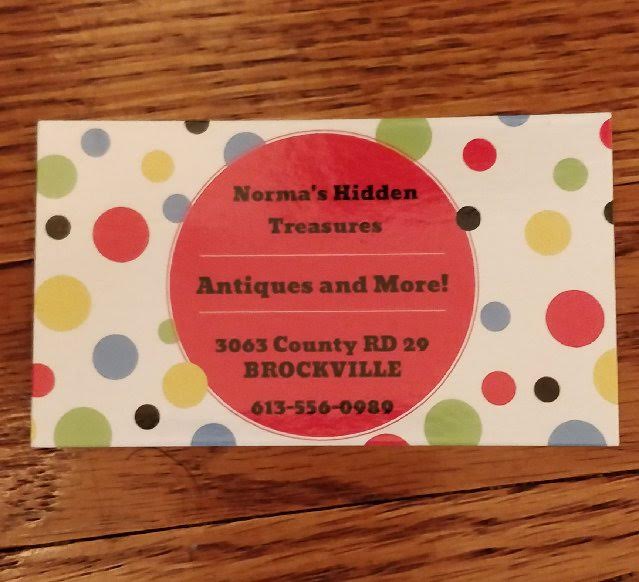 Norma's Hidden
Treasures
Antiques and More!
3063 County RD 29
BROCKVILLE
613-556-0989